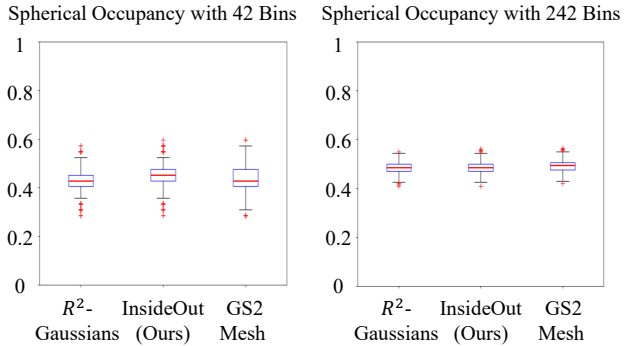 Spherical Occupancy with 42 Bins
1
0.8
0.6
0.4
0.2
0
R²-
Gaussians
InsideOut
(Ours)
GS2
Mesh
Spherical Occupancy with 242 Bins
1
0.8
0.6
0.4
0.2
0
R²-
Gaussians
InsideOut
(Ours)
GS2
Mesh